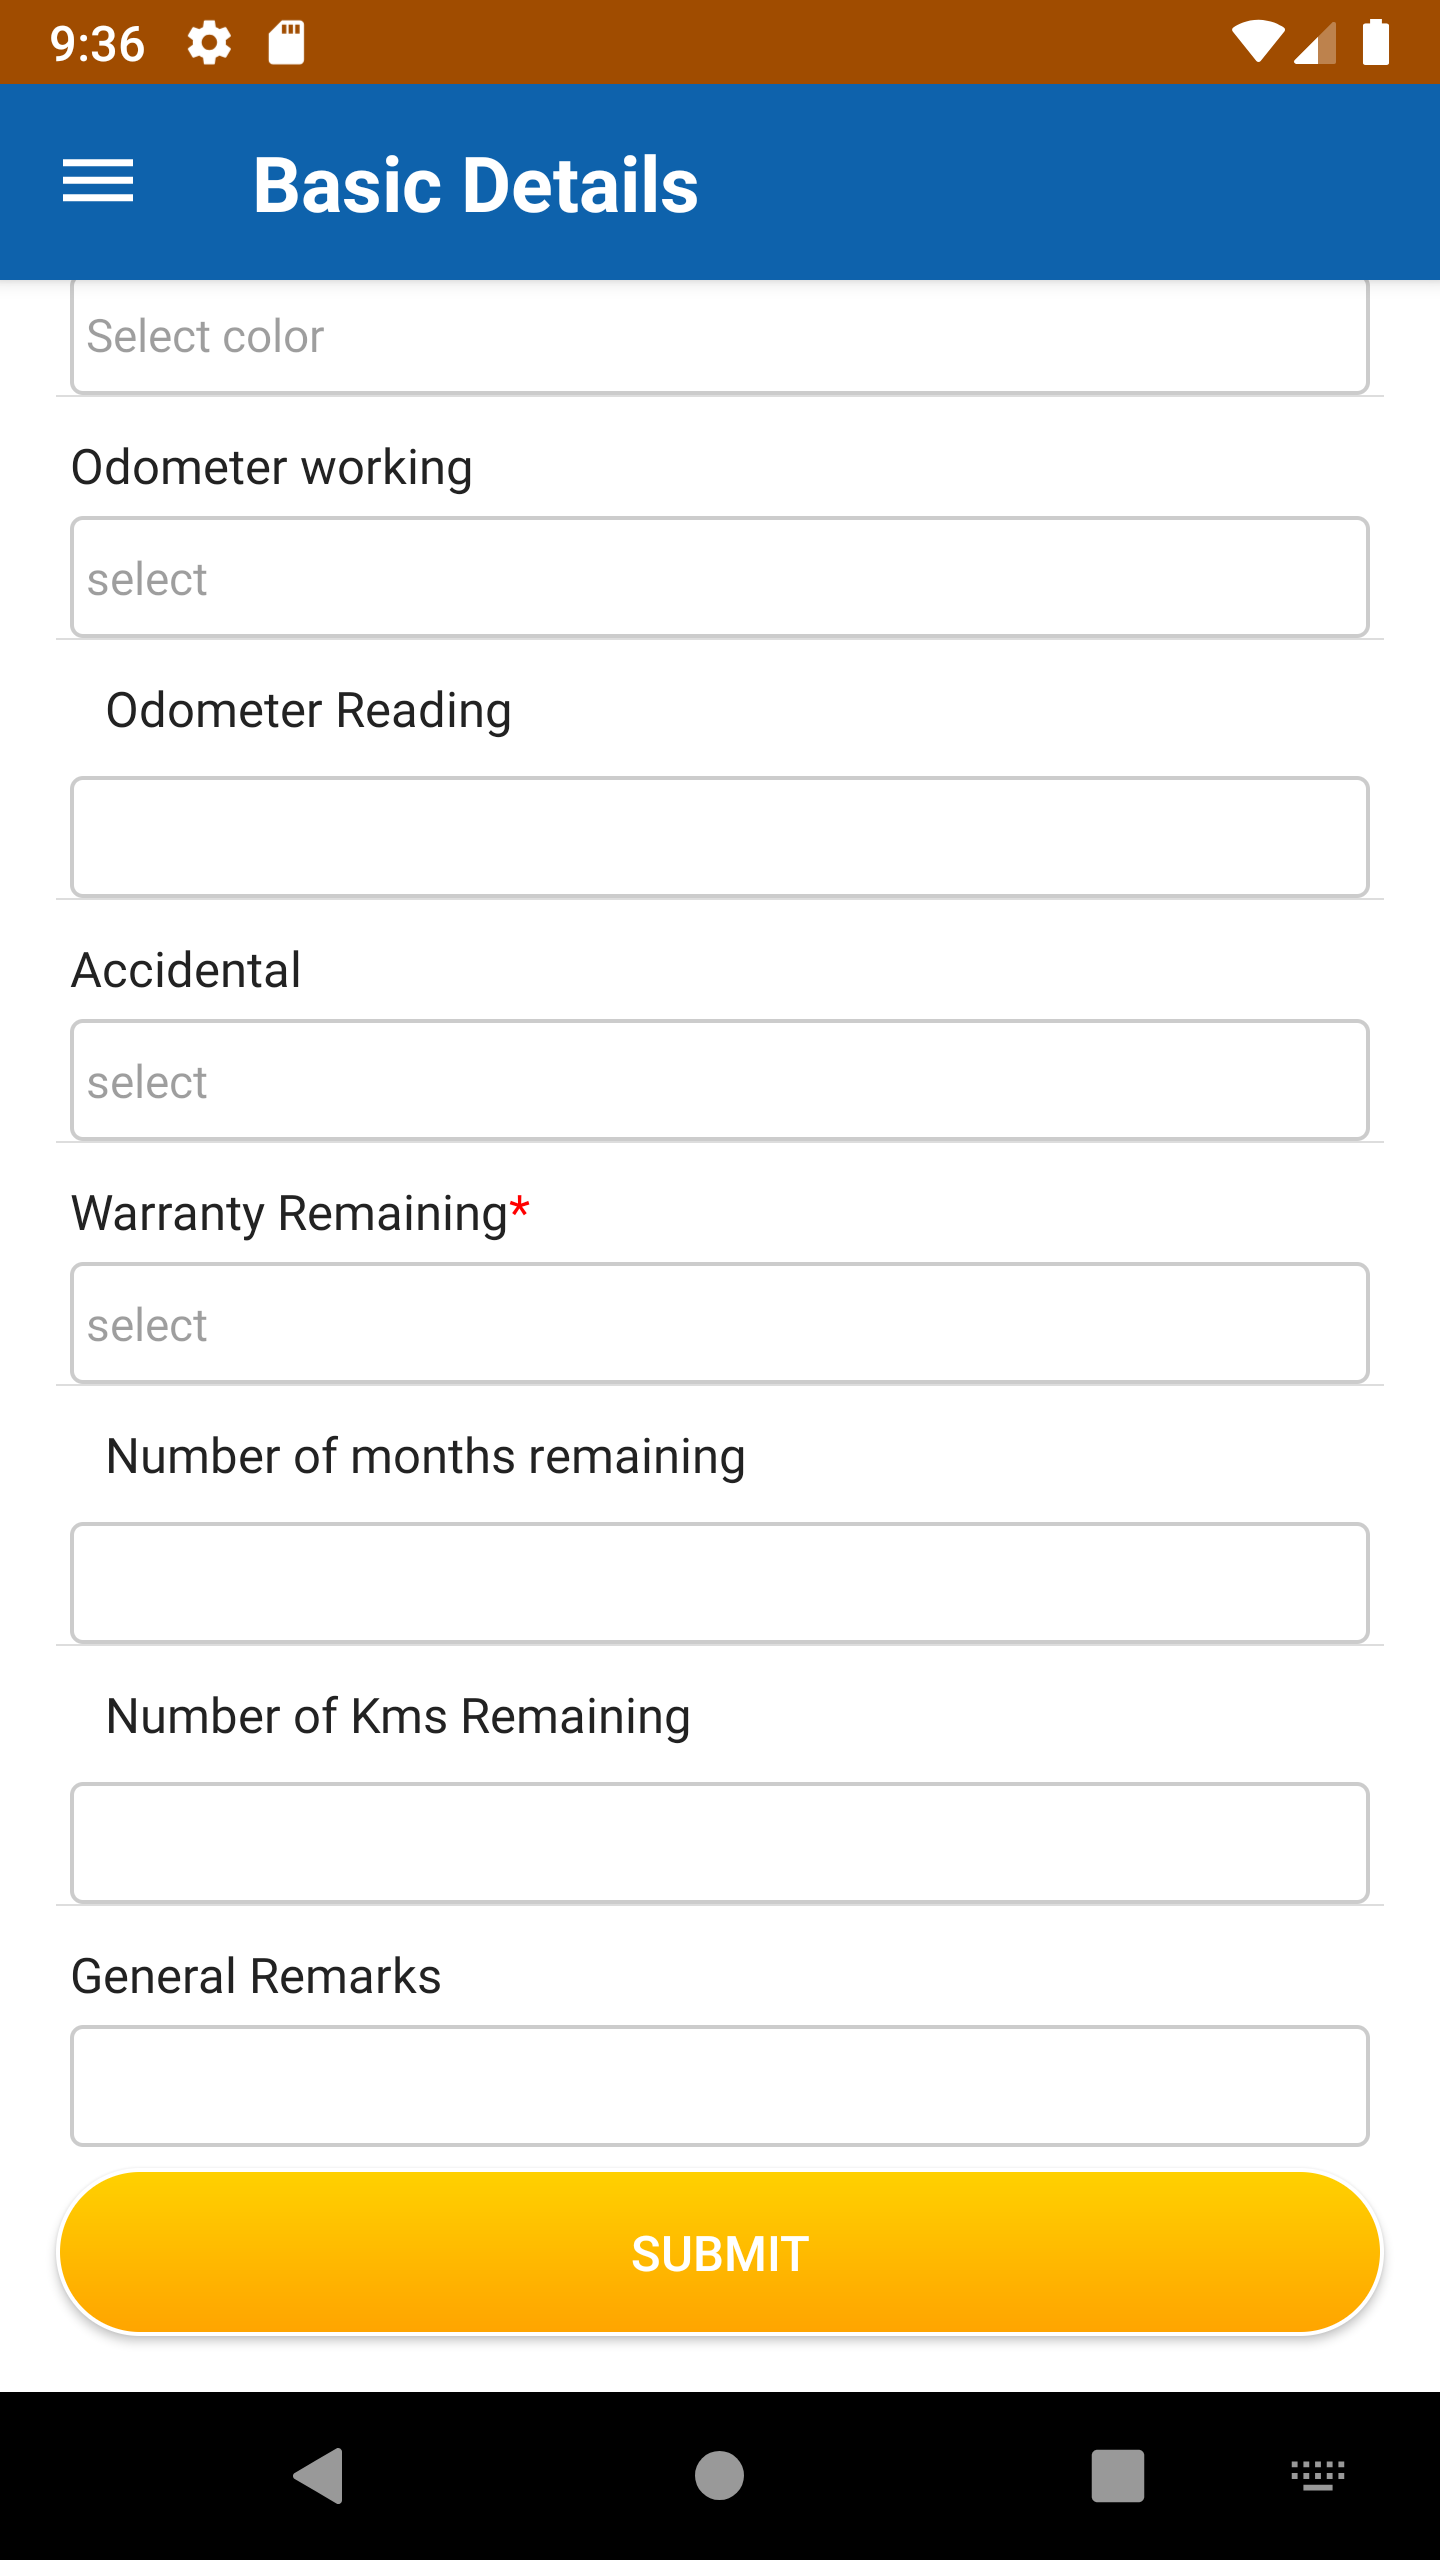 9:36
Basic Details
Select color
Odometer working
select
Odometer Reading
Accidental
select
Warranty Remaining*
select
Number of months remaining
Number of Kms Remaining
General Remarks
SUBMIT